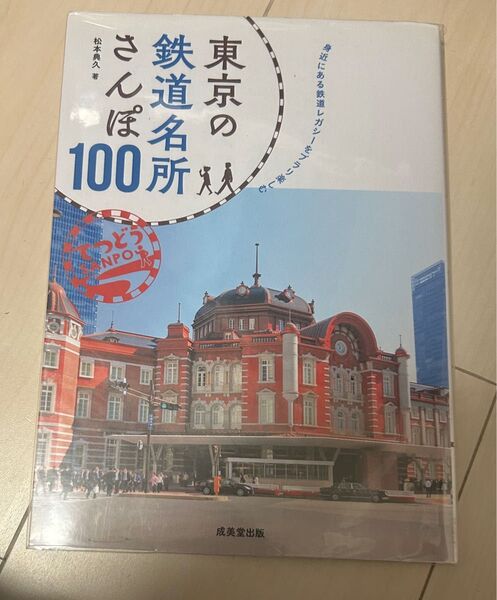 東京の
鉄道名所
さんぽ
100
松本典久 著
身近にある鉄道レガシーをブラリ楽しむ
てつどう
SANPO
成美堂出版